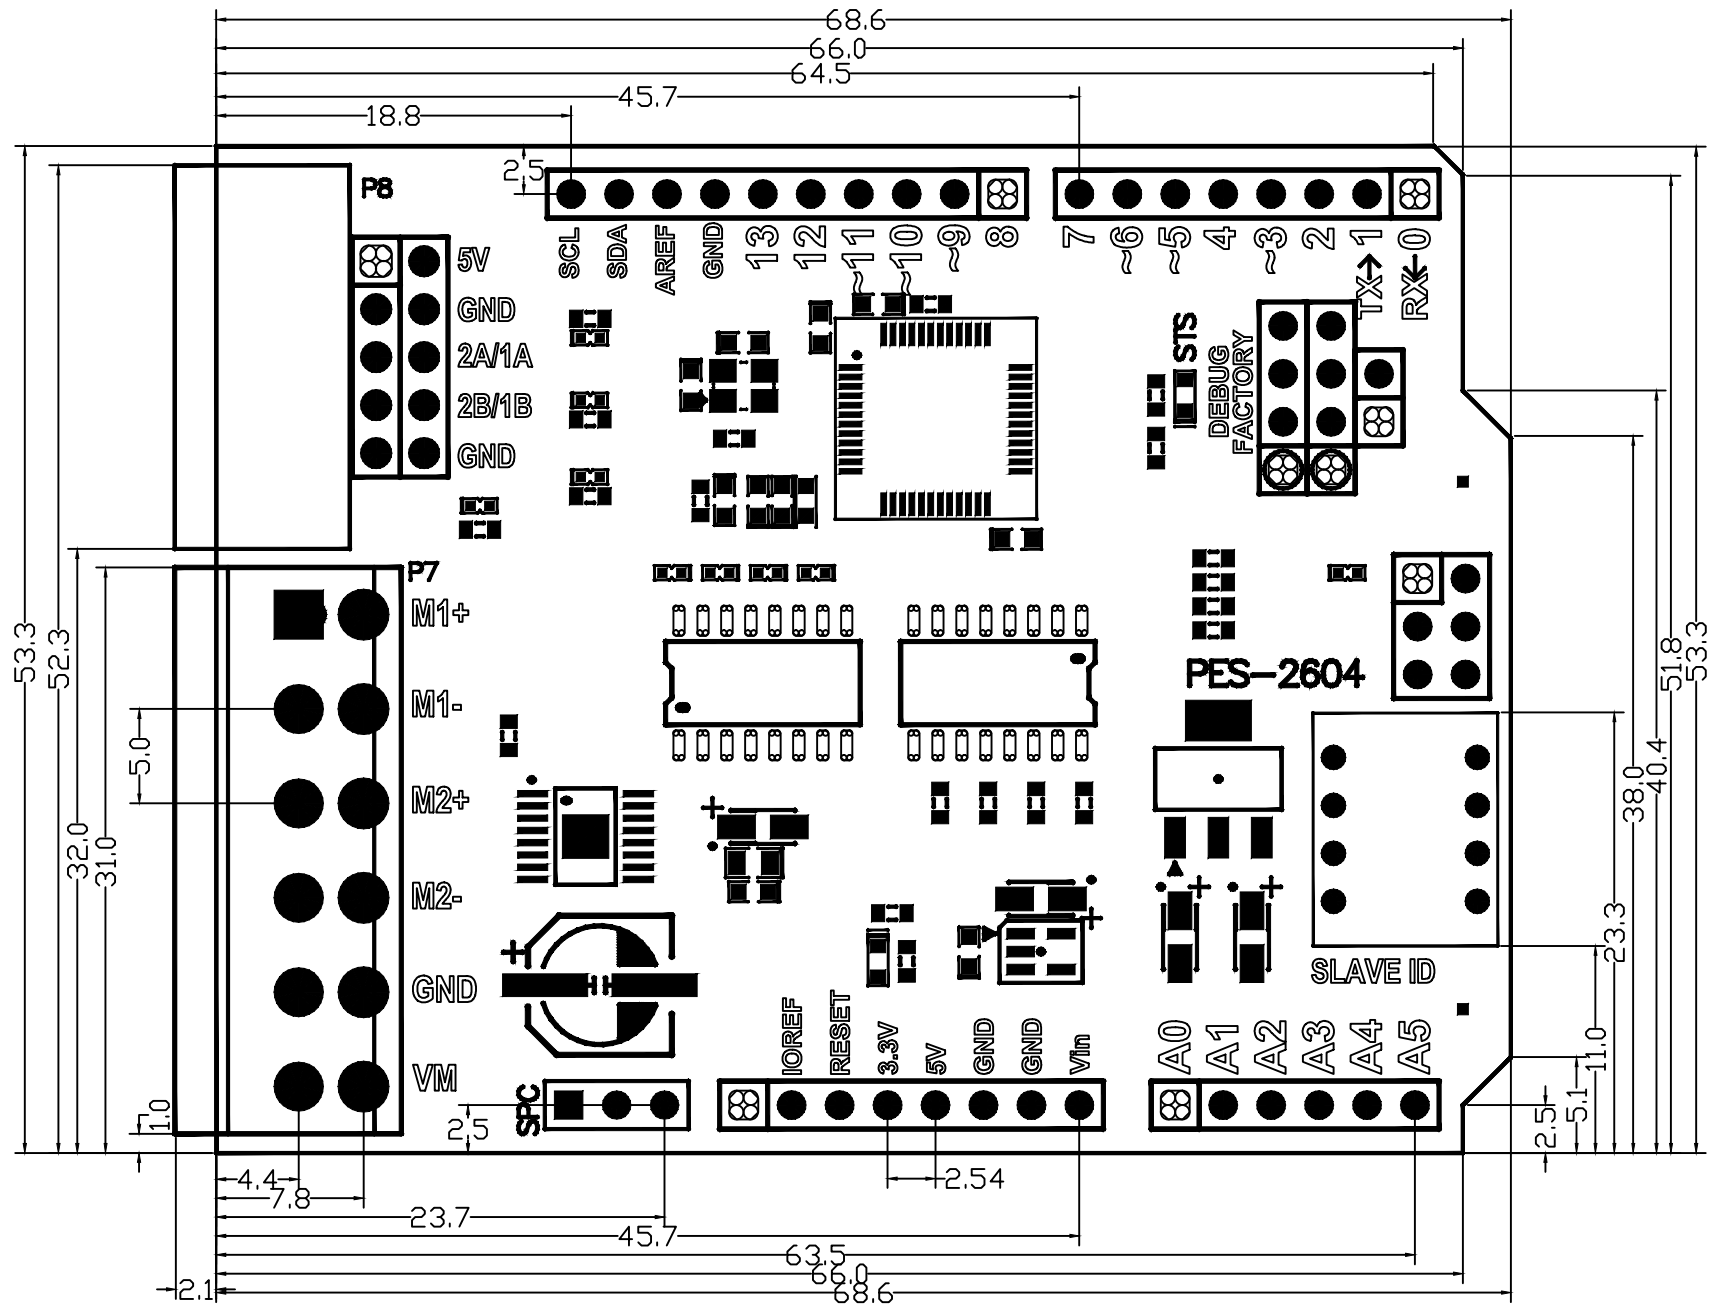 68.6
66.0
64.5
45.7
18.8
2.5
P8
5V
GND
2A/1A
2B/1B
GND
SCL
SDA
AREF
GND
13
12
~11
~10
~9
8
7
~6
~5
4
~3
2
TX→1
RX←0
STS
DEBUG
FACTORY
P7
M1+
M1-
M2+
M2-
GND
VM
PES-2604
53.3
52.3
32.0
31.0
5.0
1.0
53.3
51.8
40.4
38.0
23.3
11.0
5.1
2.5
SLAVE ID
+
+
+
+
+
IOREF
RESET
3.3V
5V
GND
GND
Vin
A0
A1
A2
A3
A4
A5
SPC
2.5
4.4
7.8
2.54
23.7
45.7
63.5
66.0
2.1
68.6